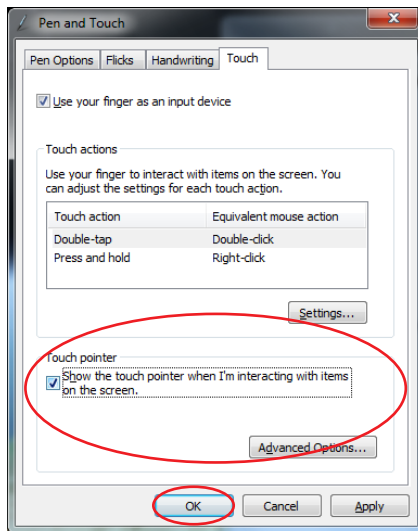 Pen and Touch
Pen Options Flicks Handwriting Touch
Use your finger as an input device
Touch actions
Use your finger to interact with items on the screen. You
can adjust the settings for each touch action.
Touch action Equivalent mouse action
Double-tap Double-click
Press and hold Right-click
Settings...
Touch pointer
Show the touch pointer when I'm interacting with items
on the screen.
Advanced Options...
OK Cancel Apply